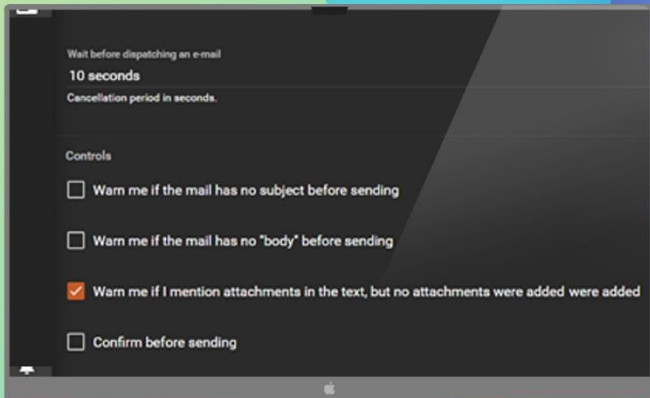 Wait before dispatching an e-mail
10 seconds
Cancellation period in seconds.
Controls
Warn me if the mail has no subject before sending
Warn me if the mail has no "body" before sending
Warn me if I mention attachments in the text, but no attachments were added were added
Confirm before sending